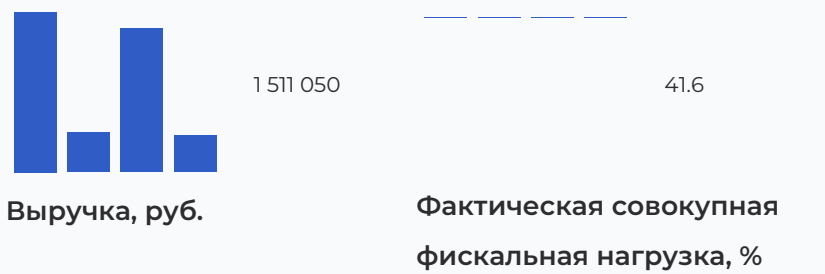 1 511 050
41.6
Выручка, руб.
Фактическая совокупная
фискальная нагрузка, %